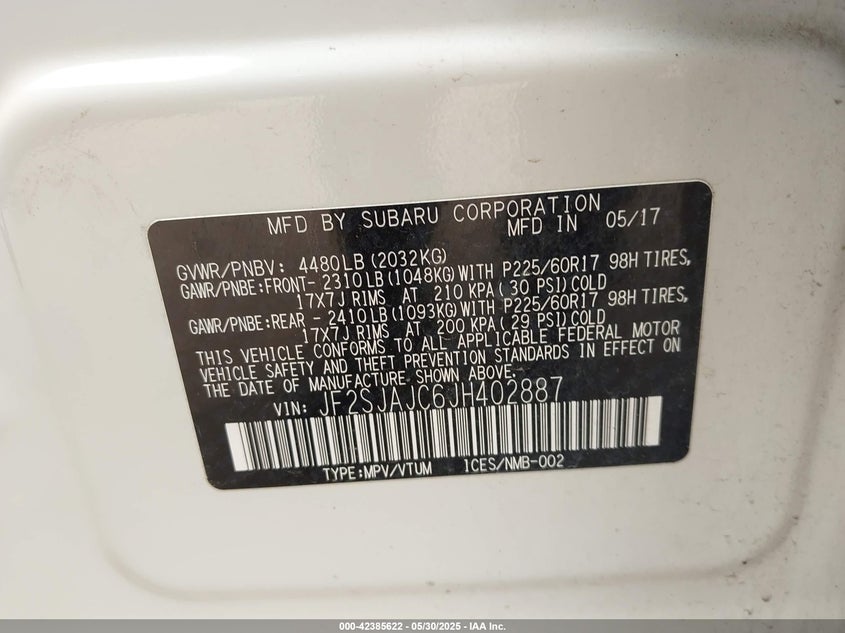 MFD BY SUBARU CORPORATION
MFD IN 05/17
GVWR/PNBV: 4480LB(2032KG)
GAWR/PNBE:FRONT- 2310LB(1048KG)WITH P225/60R17 98H TIRES,
17X7J RIMS AT 210 KPA(30 PSI)COLD
GAWR/PNBE:REAR - 2410LB(1093KG)WITH P225/60R17 98H TIRES,
17X7J RIMS AT 200 KPA(29 PSI)COLD
THIS VEHICLE CONFORMS TO ALL APPLICABLE FEDERAL MOTOR
VEHICLE SAFETY AND THEFT PREVENTION STANDARDS IN EFFECT ON
THE DATE OF MANUFACTURE SHOWN ABOVE.
VIN: JF2SJAJC6JH402887
TYPE:MPV/VTUM ICES/NMB-002
000-42385622 - 05/30/2025 - IAA Inc.